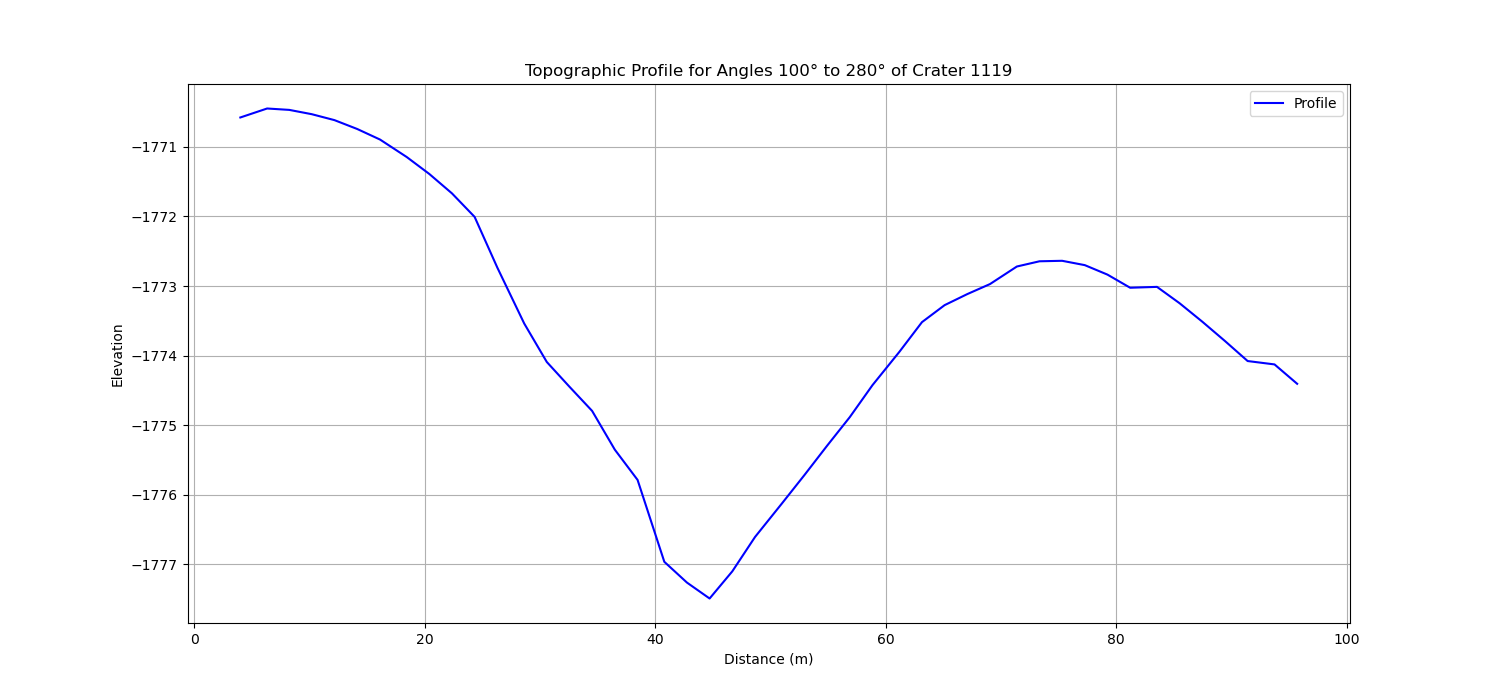 Topographic Profile for Angles 100° to 280° of Crater 1119
Profile
−1771
−1772
−1773
−1774
−1775
−1776
−1777
Elevation
0 20 40 60 80 100
Distance (m)